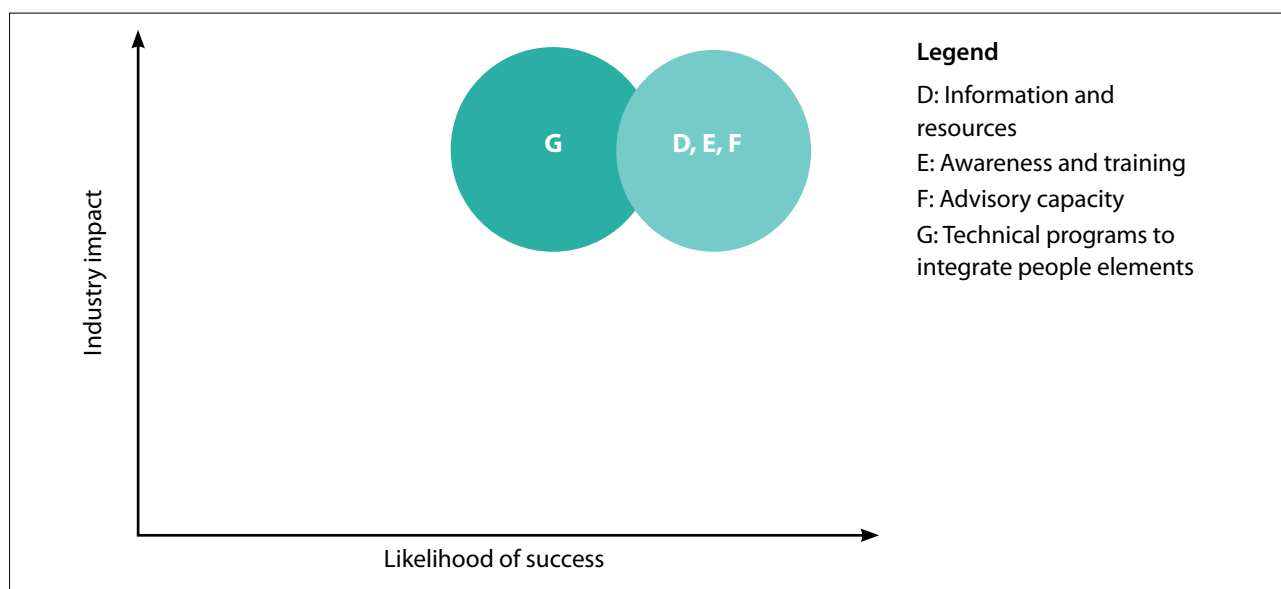 Industry impact
G
D, E, F
Likelihood of success
Legend
D: Information and
resources
E: Awareness and training
F: Advisory capacity
G: Technical programs to
integrate people elements